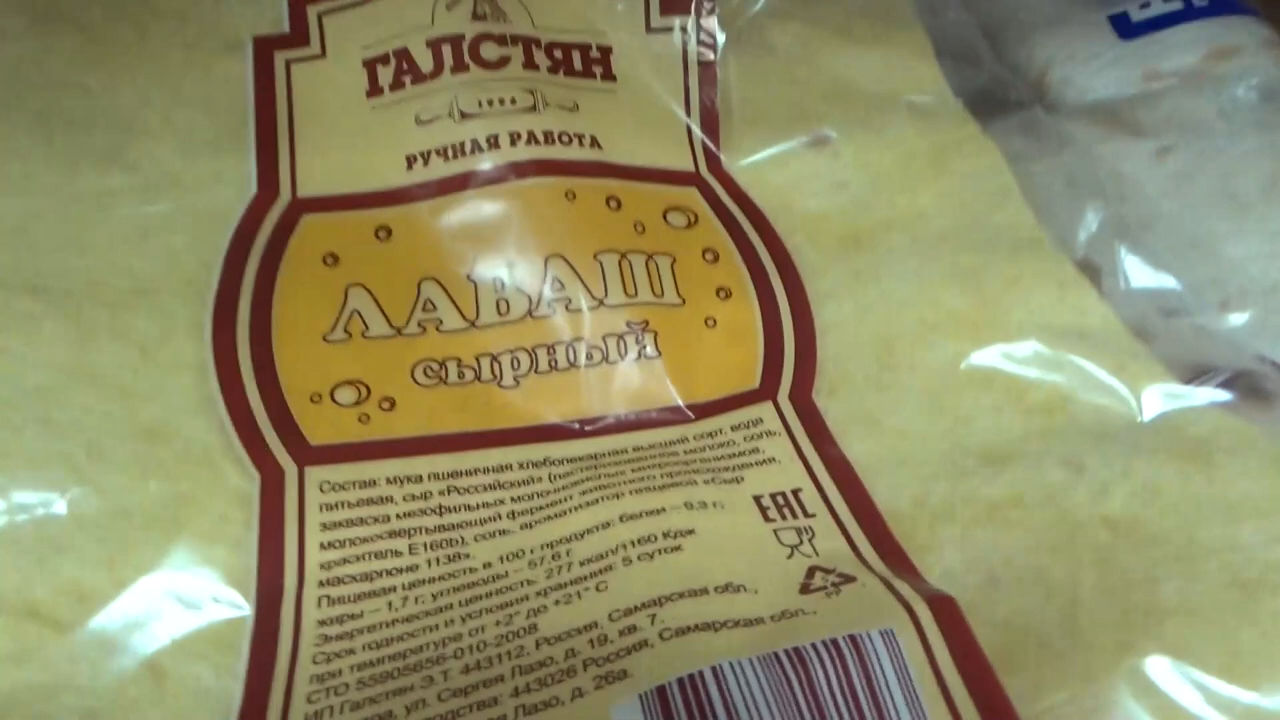 ГАЛСТЯН
1996
РУЧНАЯ РАБОТА
ЛАВАШ
сырный
Состав: мука пшеничная хлебопекарная высший сорт, вода
питьевая, сыр «Российский» (пастеризованное молоко, соль,
закваска мезофильных молочнокислых микроорганизмов,
молокосвертывающий фермент животного происхождения,
краситель Е160b), соль, ароматизатор пищевой «Сыр
маскарпоне 1138».
Пищевая ценность в 100 г продукта: белки – 9,3 г;
жиры – 1,7 г; углеводы – 57,6 г
Энергетическая ценность: 277 ккал/1160 Кдж
Срок годности и условия хранения: 5 суток
при температуре от +2° до +21° С
СТО 55905656-010-2008
ИП Галстян Э.Т. 443112, Россия, Самарская обл.,
ул. Сергея Лазо, д. 19, кв. 7.
443026 Россия, Самарская обл.,
Лазо, д. 26а.
ЕАС